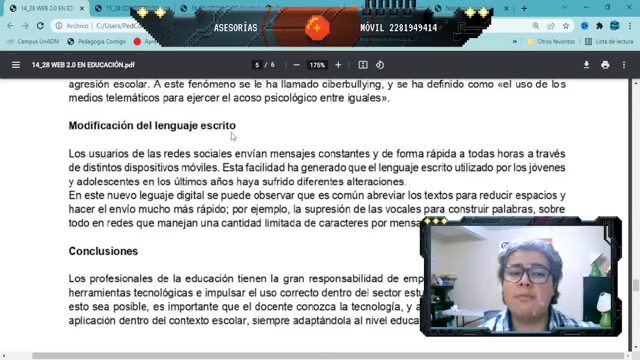 14_28 WEB 2.0 EN EDUC
ASESORÍAS
MÓVIL 2281949414
Archivo
C:/Users/Ped
Campus UnADM
Pedagogía Contigo
Otros favoritos
Lista de lectura
14_28 WEB 2.0 EN EDUCACIÓN.pdf
5 / 6
175%
agresión escolar. A este fenómeno se le ha llamado ciberbullying, y se ha definido como «el uso de los
medios telemáticos para ejercer el acoso psicológico entre iguales».
Modificación del lenguaje escrito
Los usuarios de las redes sociales envían mensajes constantes y de forma rápida a todas horas a través
de distintos dispositivos móviles. Esta facilidad ha generado que el lenguaje escrito utilizado por los jóvenes
y adolescentes en los últimos años haya sufrido diferentes alteraciones.
En este nuevo leguaje digital se puede observar que es común abreviar los textos para reducir espacios y
hacer el envío mucho más rápido; por ejemplo, la supresión de las vocales para construir palabras, sobre
todo en redes que manejan una cantidad limitada de caracteres por
Conclusiones
Los profesionales de la educación tienen la gran responsabilidad de
herramientas tecnológicas e impulsar el uso correcto dentro del sector
esto sea posible, es importante que el docente conozca la tecnología, y
aplicación dentro del contexto escolar, siempre adaptándola al nivel